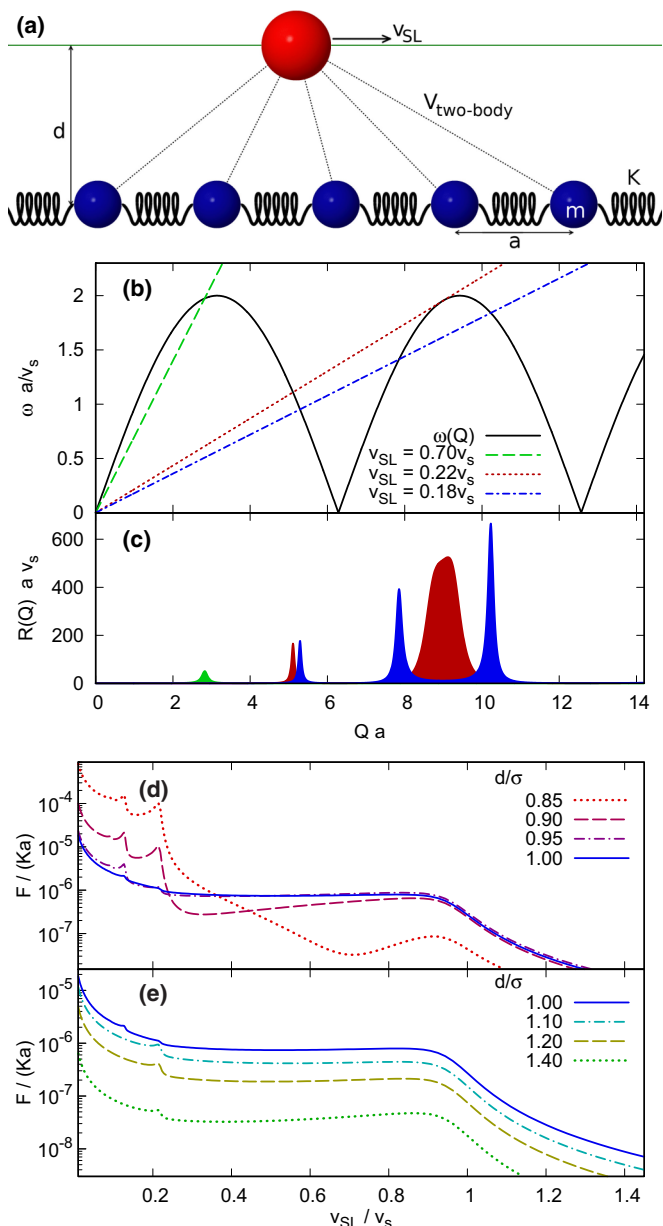 (a)
v_SL
V_two-body
d
K
m
a
(b)
ω a/v_s
2
1.5
1
0.5
0
ω(Q)
v_SL = 0.70v_s
v_SL = 0.22v_s
v_SL = 0.18v_s
(c)
R(Q) a v_s
600
400
200
0
0 2 4 6 8 10 12 14
Q a
(d)
F / (Ka)
10^-4
10^-5
10^-6
10^-7
d/σ
0.85
0.90
0.95
1.00
(e)
F / (Ka)
10^-5
10^-6
10^-7
10^-8
d/σ
1.00
1.10
1.20
1.40
0.2 0.4 0.6 0.8 1 1.2 1.4
v_SL / v_s